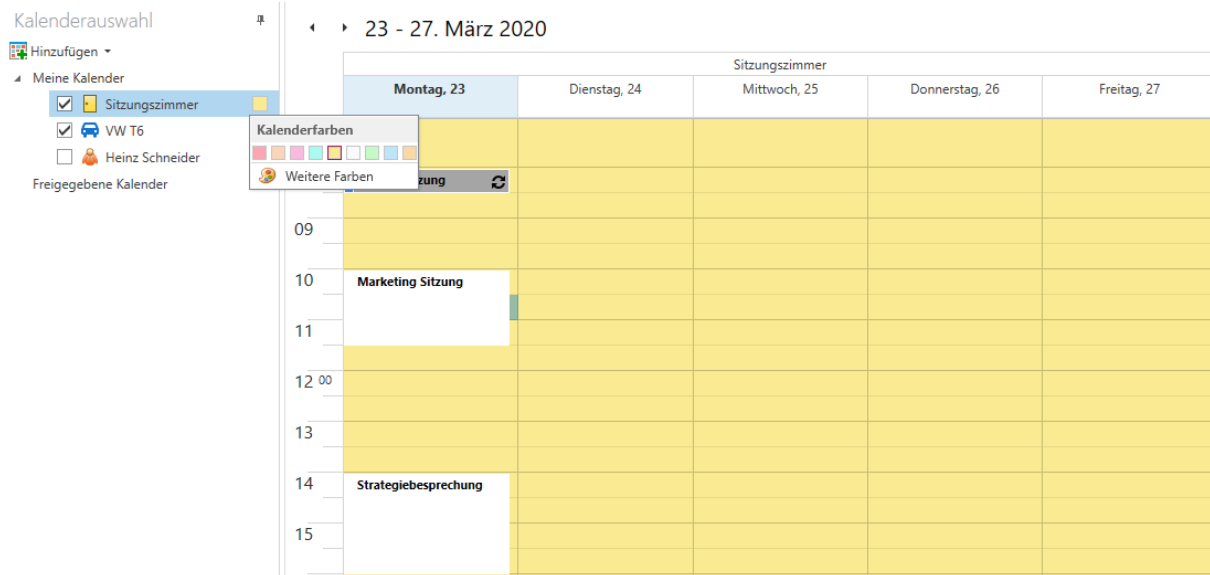 Kalenderauswahl
Hinzufügen
Meine Kalender
Sitzungszimmer
VW T6
Heinz Schneider
Freigegebene Kalender
Kalenderfarben
Weitere Farben
23 - 27. März 2020
Sitzungszimmer
Montag, 23
Dienstag, 24
Mittwoch, 25
Donnerstag, 26
Freitag, 27
09
10
Marketing Sitzung
11
12 00
13
14
Strategiebesprechung
15